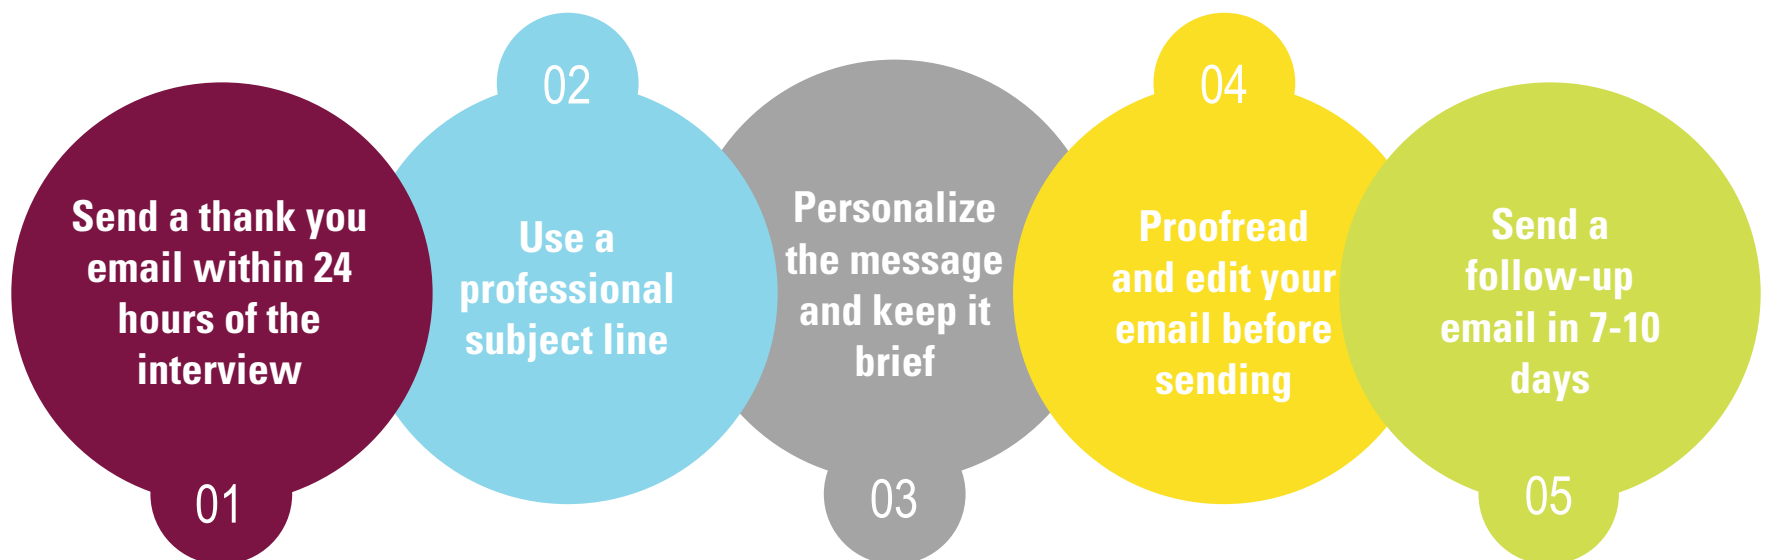 Send a thank you
email within 24
hours of the
interview
01
02
Use a
professional
subject line
Personalize
the message
and keep it
brief
03
04
Proofread
and edit your
email before
sending
Send a
follow-up
email in 7-10
days
05